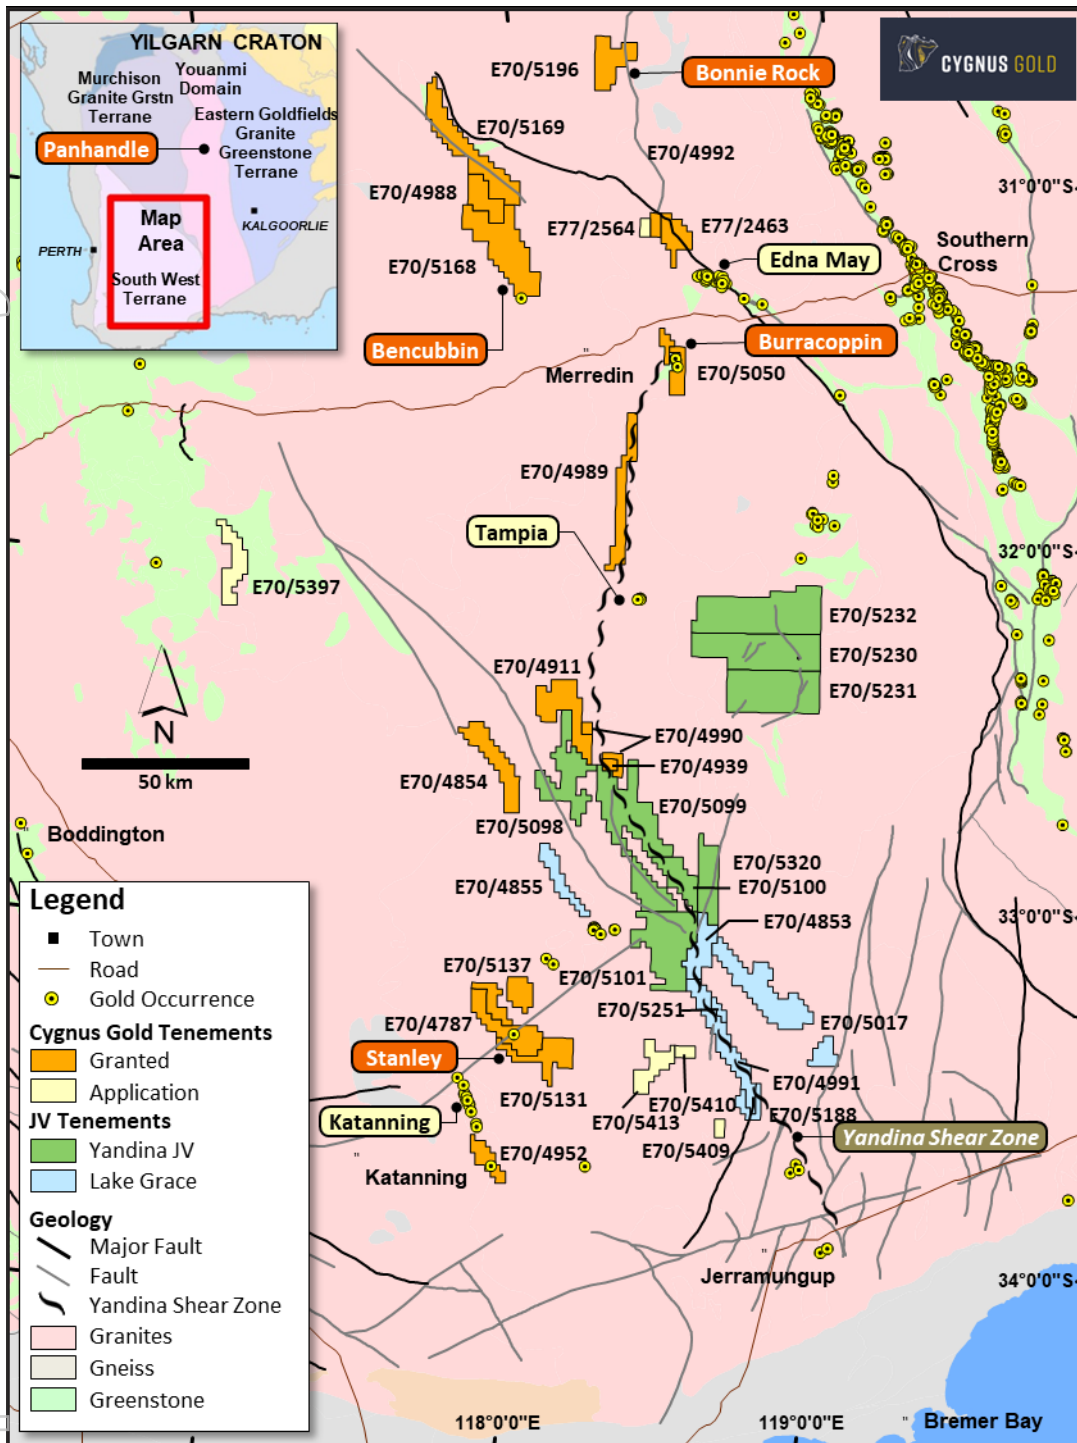 YILGARN CRATON
Murchison
Granite Grstn
Terrane
Youanmi
Domain
Eastern Goldfields
Granite
Greenstone
Terrane
Panhandle
Map
Area
KALGOORLIE
PERTH
South West
Terrane
CYGNUS GOLD
E70/5196
Bonnie Rock
E70/5169
E70/4992
31°0'0"S
E70/4988
E77/2564
E77/2463
E70/5168
Edna May
Southern
Cross
Bencubbin
Burracoppin
Merredin
E70/5050
E70/4989
Tampia
32°0'0"S
E70/5397
E70/5232
E70/5230
E70/5231
E70/4911
N
50 km
E70/4990
E70/4939
E70/4854
E70/5099
E70/5098
Boddington
E70/5320
E70/5100
E70/4855
E70/4853
33°0'0"S
E70/5137
E70/5101
E70/5251
E70/5017
E70/4787
Stanley
E70/4991
E70/5131
E70/5410
E70/5188
E70/5413
Katanning
E70/5409
Yandina Shear Zone
E70/4952
Katanning
Jerramungup
34°0'0"S
Legend
Town
Road
Gold Occurrence
Cygnus Gold Tenements
Granted
Application
JV Tenements
Yandina JV
Lake Grace
Geology
Major Fault
Fault
Yandina Shear Zone
Granites
Gneiss
Greenstone
118°0'0"E
119°0'0"E
Bremer Bay